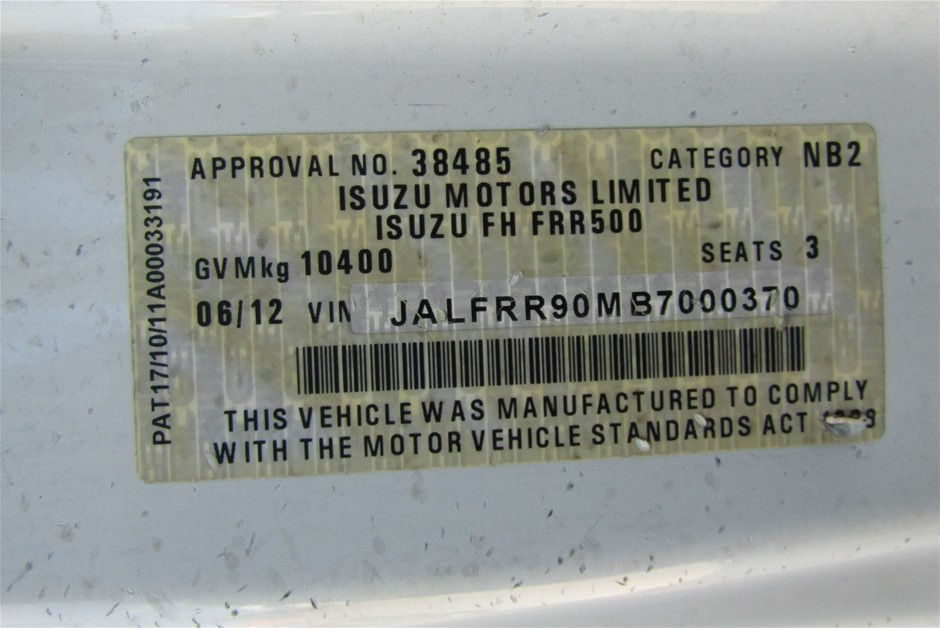 APPROVAL NO. 38485 CATEGORY NB2
ISUZU MOTORS LIMITED
ISUZU FH FRR500
GVMkg 10400 SEATS 3
06/12 VIN JALFRR90MB7000370
THIS VEHICLE WAS MANUFACTURED TO COMPLY
WITH THE MOTOR VEHICLE STANDARDS ACT
PAT17/10/11A00033191